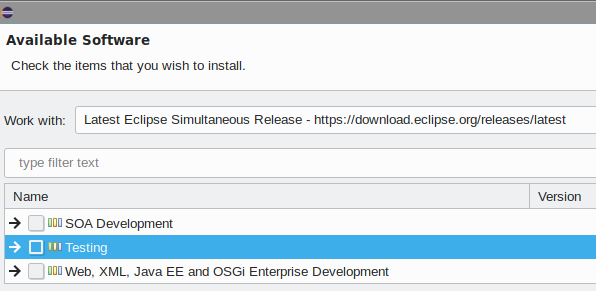 Available Software
Check the items that you wish to install.
Work with: Latest Eclipse Simultaneous Release - https://download.eclipse.org/releases/latest
type filter text
Name Version
SOA Development
Testing
Web, XML, Java EE and OSGi Enterprise Development